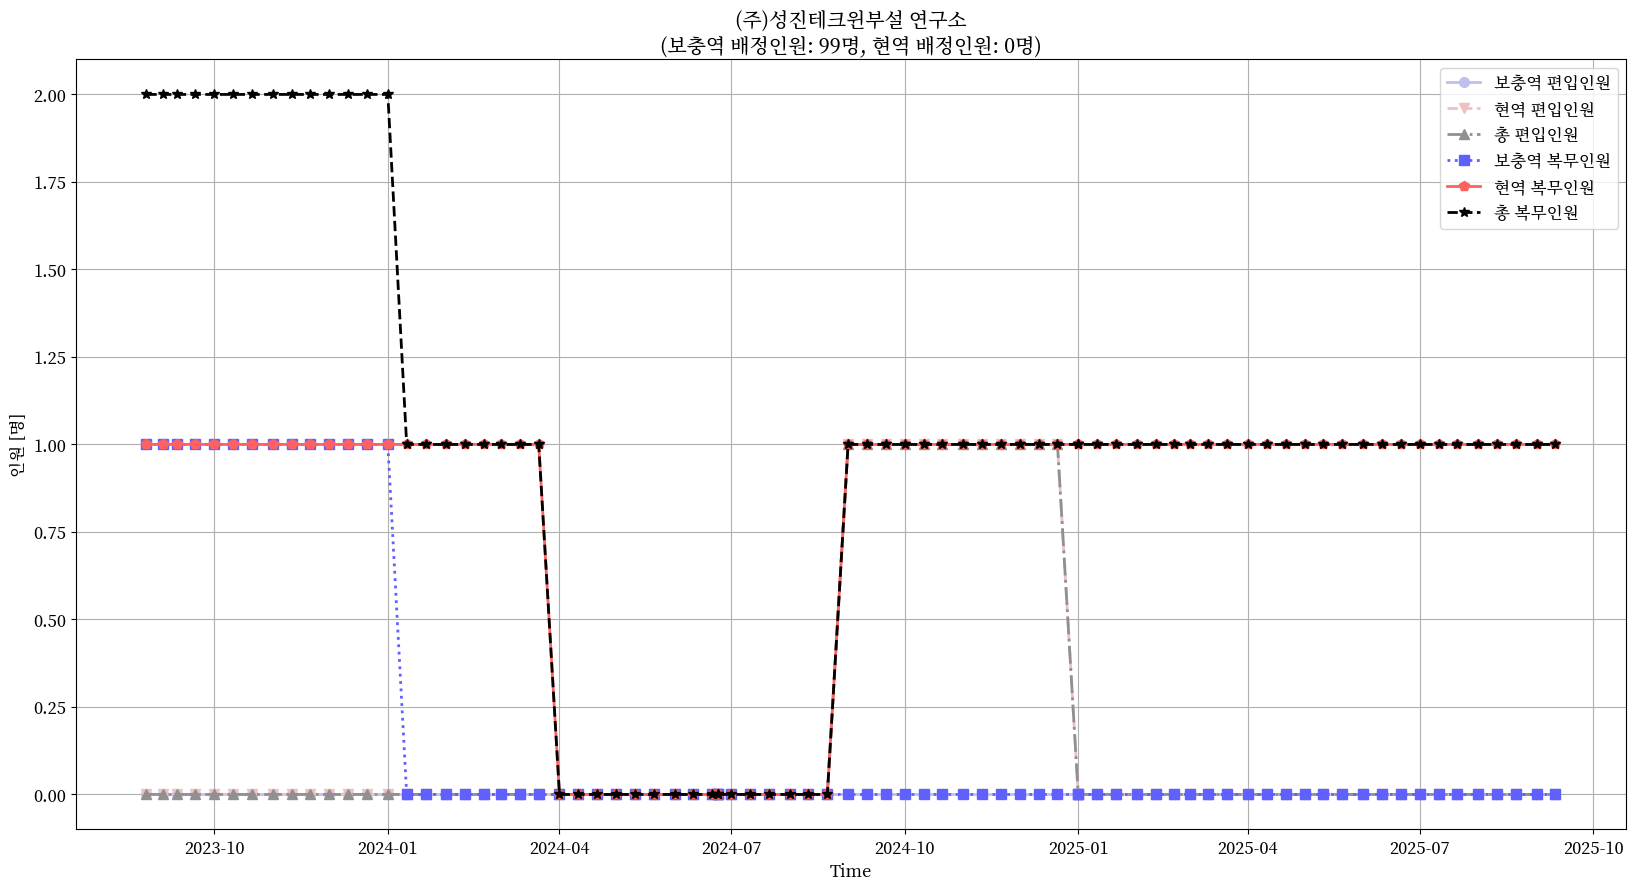 (주)성진테크윈부설 연구소
(보충역 배정인원: 99명, 현역 배정인원: 0명)
보충역 편입인원
현역 편입인원
총 편입인원
보충역 복무인원
현역 복무인원
총 복무인원
인원 [명]
2.00
1.75
1.50
1.25
1.00
0.75
0.50
0.25
0.00
2023-10
2024-01
2024-04
2024-07
2024-10
2025-01
2025-04
2025-07
2025-10
Time